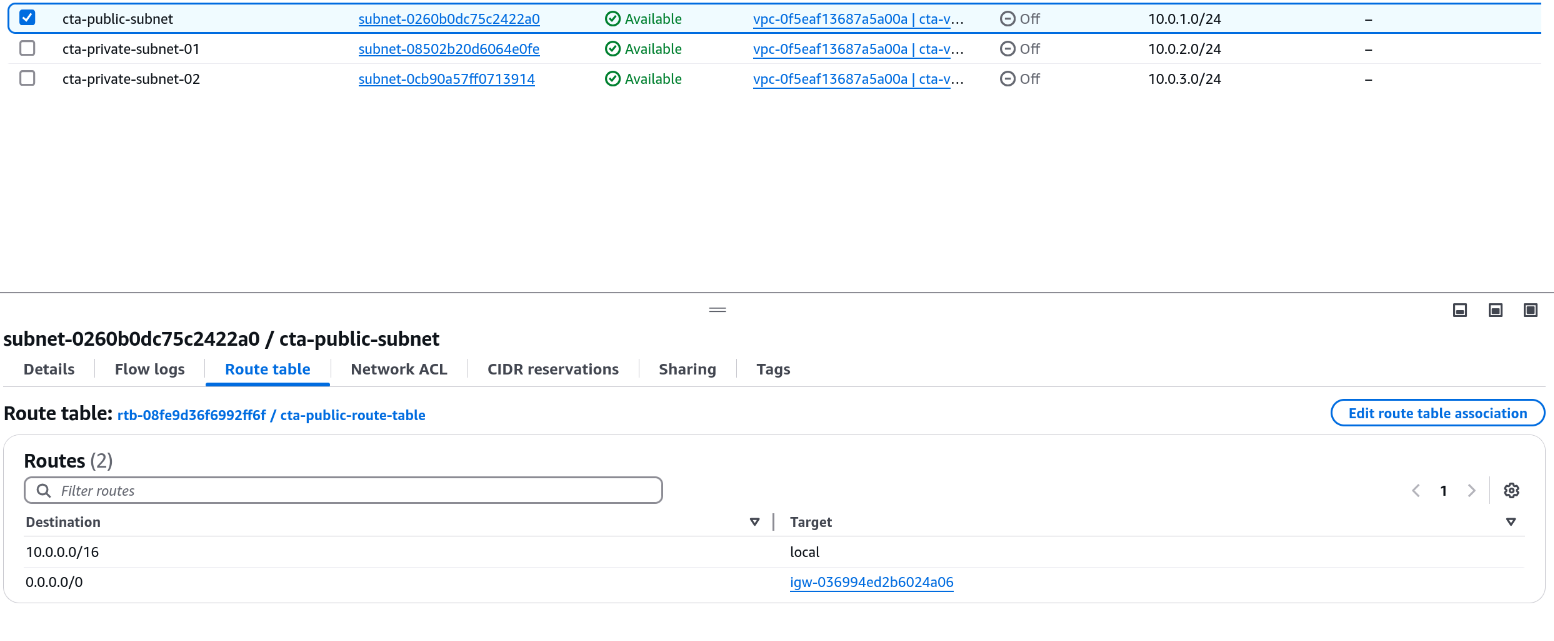 cta-public-subnet subnet-0260b0dc75c2422a0 Available vpc-0f5eaf13687a5a00a | cta-v… Off 10.0.1.0/24 –
cta-private-subnet-01 subnet-08502b20d6064e0fe Available vpc-0f5eaf13687a5a00a | cta-v… Off 10.0.2.0/24 –
cta-private-subnet-02 subnet-0cb90a57ff0713914 Available vpc-0f5eaf13687a5a00a | cta-v… Off 10.0.3.0/24 –
subnet-0260b0dc75c2422a0 / cta-public-subnet
Details Flow logs Route table Network ACL CIDR reservations Sharing Tags
Route table: rtb-08fe9d36f6992ff6f / cta-public-route-table Edit route table association
Routes (2)
Filter routes 1
Destination Target
10.0.0.0/16 local
0.0.0.0/0 igw-036994ed2b6024a06